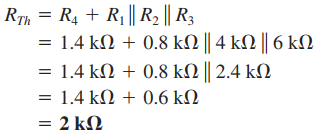 R_Th = R_4 + R_1 ∥ R_2 ∥ R_3
= 1.4 kΩ + 0.8 kΩ ∥ 4 kΩ ∥ 6 kΩ
= 1.4 kΩ + 0.8 kΩ ∥ 2.4 kΩ
= 1.4 kΩ + 0.6 kΩ
= 2 kΩ